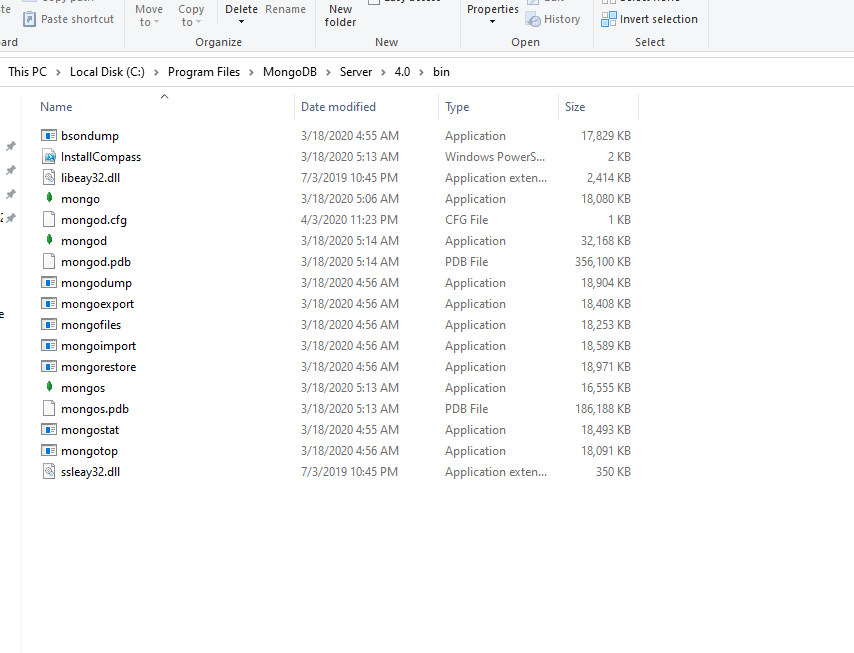 Move Copy Delete Rename New Properties
Paste shortcut to to folder History Invert selection
Organize New Open Select
This PC > Local Disk (C:) > Program Files > MongoDB > Server > 4.0 > bin
Name Date modified Type Size
bsondump 3/18/2020 4:55 AM Application 17,829 KB
InstallCompass 3/18/2020 5:13 AM Windows PowerS... 2 KB
libeay32.dll 7/3/2019 10:45 PM Application exten... 2,414 KB
mongo 3/18/2020 5:06 AM Application 18,080 KB
mongod.cfg 4/3/2020 11:23 PM CFG File 1 KB
mongod 3/18/2020 5:14 AM Application 32,168 KB
mongod.pdb 3/18/2020 5:14 AM PDB File 356,100 KB
mongodump 3/18/2020 4:56 AM Application 18,904 KB
mongoexport 3/18/2020 4:56 AM Application 18,408 KB
mongofiles 3/18/2020 4:56 AM Application 18,253 KB
mongoimport 3/18/2020 4:56 AM Application 18,589 KB
mongorestore 3/18/2020 4:56 AM Application 18,971 KB
mongos 3/18/2020 5:13 AM Application 16,555 KB
mongos.pdb 3/18/2020 5:13 AM PDB File 186,188 KB
mongostat 3/18/2020 4:55 AM Application 18,493 KB
mongotop 3/18/2020 4:56 AM Application 18,091 KB
ssleay32.dll 7/3/2019 10:45 PM Application exten... 350 KB